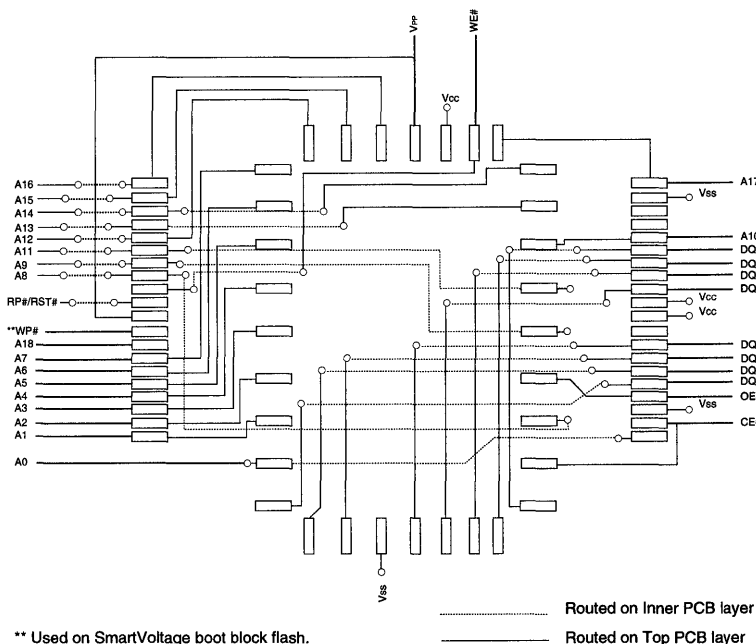 VPP
WE#
Vcc
A16
A15
A14
A13
A12
A11
A9
A8
RP#/RST#
**WP#
A18
A7
A6
A5
A4
A3
A2
A1
A0
A17
Vss
A10
DQ
DQ
DQ
DQ
Vcc
Vcc
DQ
DQ
DQ
DQ
OE
Vss
CE
Vss
Routed on Inner PCB layer
** Used on SmartVoltage boot block flash.
Routed on Top PCB layer